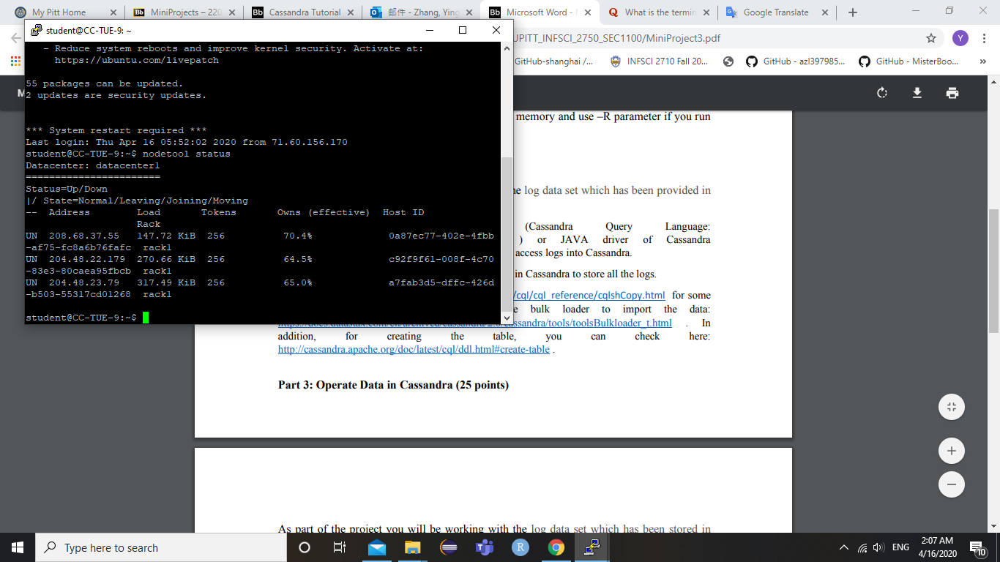 My Pitt Home
MiniProjects – 220
Cassandra Tutorial
邮件 - Zhang, Ying
Microsoft Word -
What is the termin
Google Translate
student@CC-TUE-9: ~
UPITT_INFSCI_2750_SEC1100/MiniProject3.pdf
Y
GitHub-shanghai /...
INFSCI 2710 Fall 20...
GitHub - azl397985...
GitHub - MisterBoo...
»
- Reduce system reboots and improve kernel security. Activate at:
https://ubuntu.com/livepatch
55 packages can be updated.
2 updates are security updates.
*** System restart required ***
Last login: Thu Apr 16 05:52:02 2020 from 71.60.156.170
student@CC-TUE-9:~$ nodetool status
Datacenter: datacenter1
=======================
Status=Up/Down
|/ State=Normal/Leaving/Joining/Moving
-- Address Load Tokens Owns (effective) Host ID
Rack
UN 208.68.37.55 147.72 KiB 256 70.4% 0a87ec77-402e-4fbb
-af75-fc8a6b76fafc rack1
UN 204.48.22.179 270.66 KiB 256 64.5% c92f9f61-008f-4c70
-83e3-80caea95fbcb rack1
UN 204.48.23.79 317.49 KiB 256 65.0% a7fab3d5-dffc-426d
-b503-55317cd01268 rack1
student@CC-TUE-9:~$
memory and use –R parameter if you run
log data set which has been provided in
(Cassandra Query Language:
) or JAVA driver of Cassandra
access logs into Cassandra.
in Cassandra to store all the logs.
/cql/cql_reference/cqlshCopy.html for some
bulk loader to import the data:
https://docs.datastax.com/en/archived/cassandra/2.0/cassandra/tools/toolsBulkloader_t.html . In
addition, for creating the table, you can check here:
http://cassandra.apache.org/doc/latest/cql/ddl.html#create-table .
Part 3: Operate Data in Cassandra (25 points)
As part of the project you will be working with the log data set which has been stored in
Type here to search
ENG
2:07 AM
4/16/2020
10